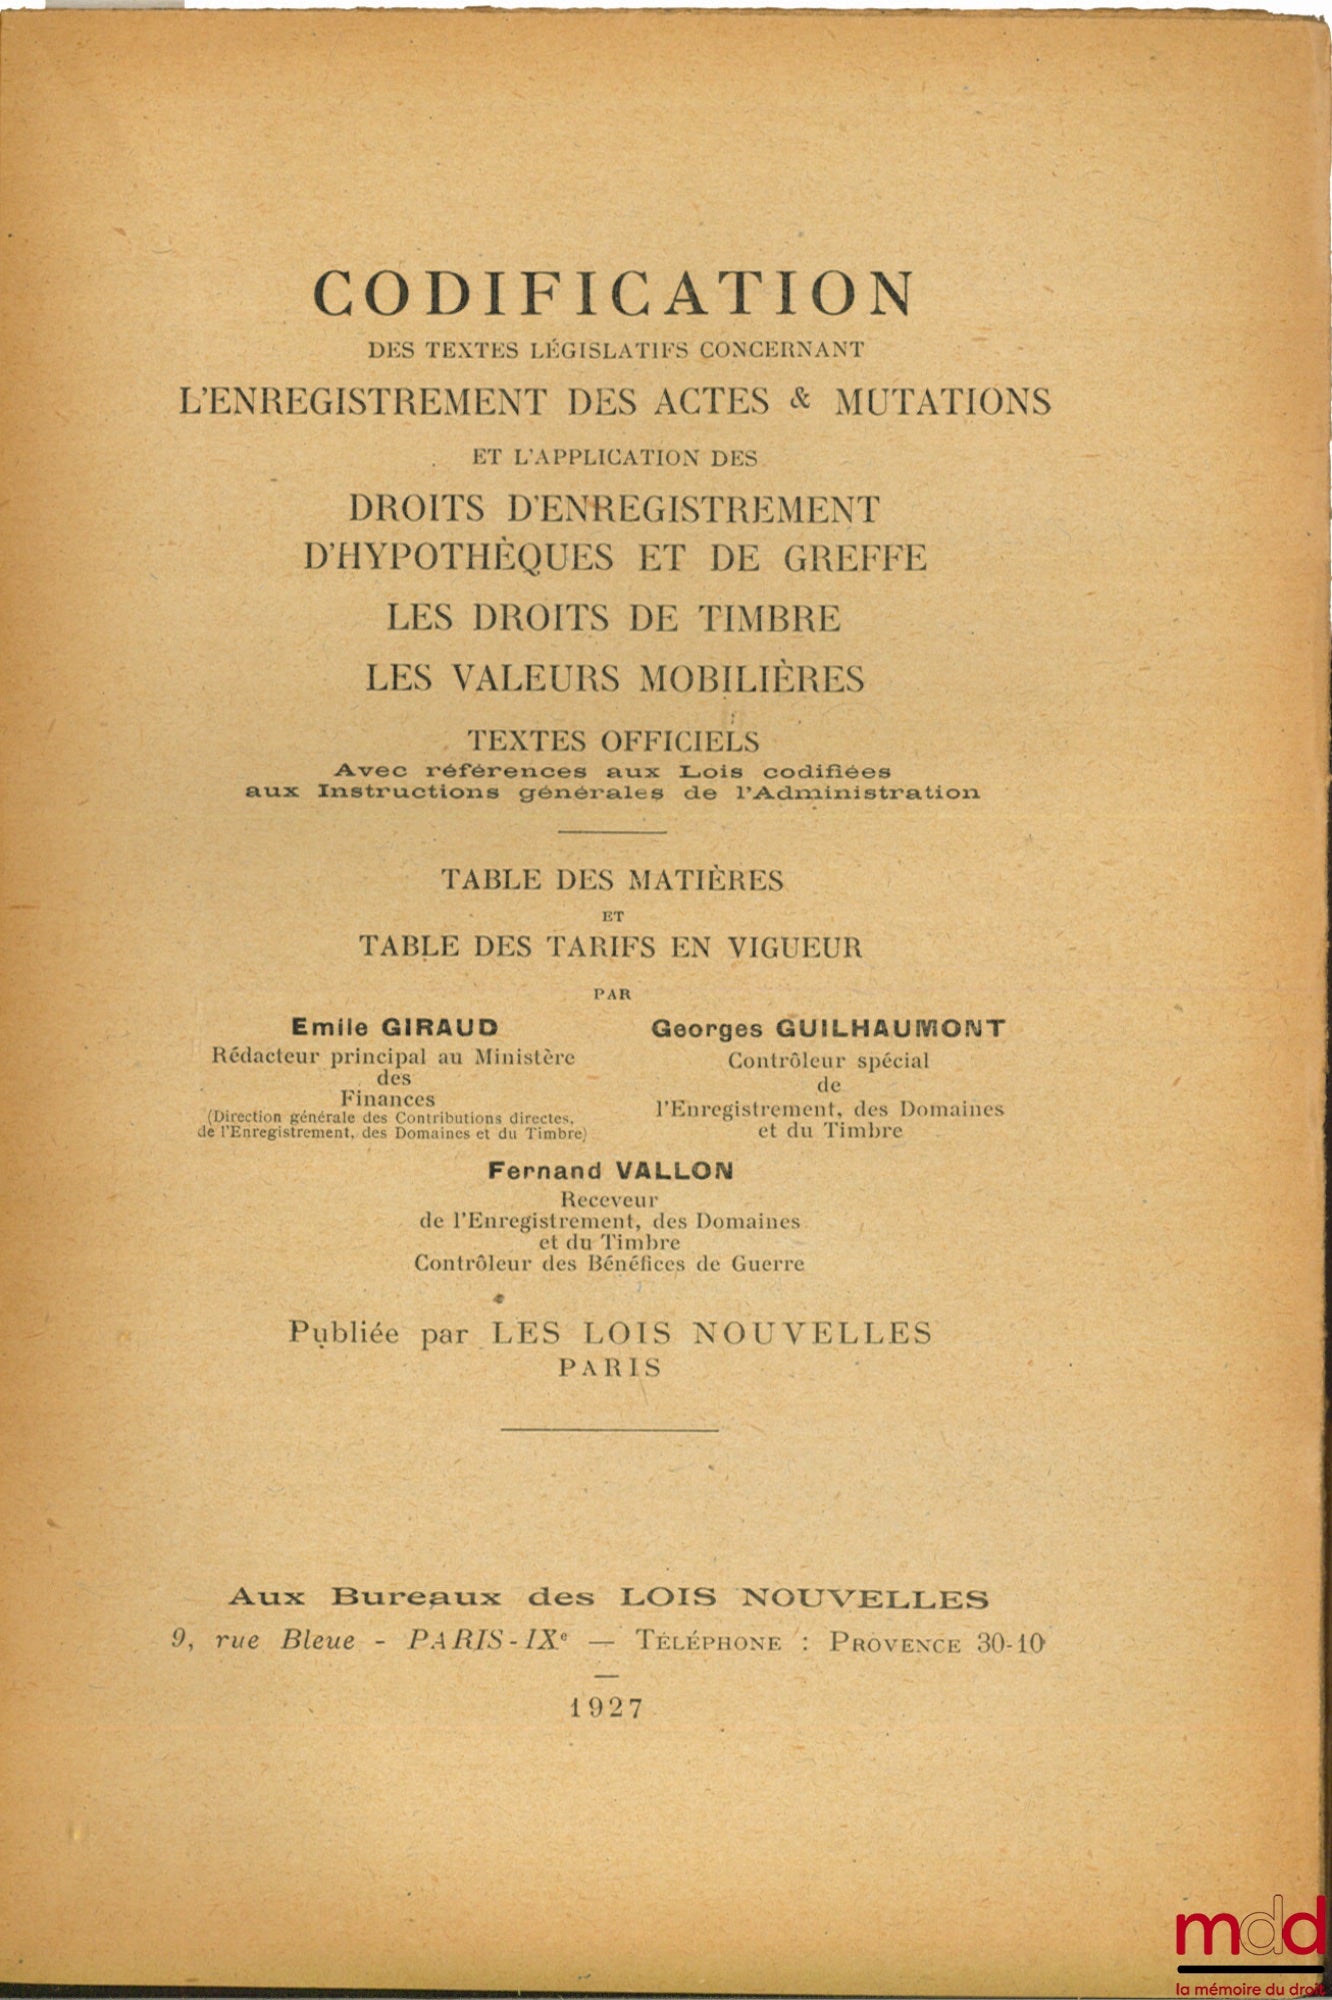 CODIFICATION
DES TEXTES LÉGISLATIFS CONCERNANT
L'ENREGISTREMENT DES ACTES & MUTATIONS
ET L'APPLICATION DES
DROITS D'ENREGISTREMENT
D'HYPOTHÈQUES ET DE GREFFE
LES DROITS DE TIMBRE
LES VALEURS MOBILIÈRES
TEXTES OFFICIELS
Avec références aux Lois codifiées
aux Instructions générales de l'Administration
TABLE DES MATIÈRES
ET
TABLE DES TARIFS EN VIGUEUR
PAR
Emile GIRAUD
Rédacteur principal au Ministère
des
Finances
(Direction générale des Contributions directes,
de l'Enregistrement, des Domaines et du Timbre)
Georges GUILHAUMONT
Contrôleur spécial
de
l'Enregistrement, des Domaines
et du Timbre
Fernand VALLON
Receveur
de l'Enregistrement, des Domaines
et du Timbre
Contrôleur des Bénéfices de Guerre
Publiée par LES LOIS NOUVELLES
PARIS
Aux Bureaux des LOIS NOUVELLES
9, rue Bleue - PARIS-IXe — TÉLÉPHONE : PROVENCE 30-10
1927
mdd
la mémoire du droit